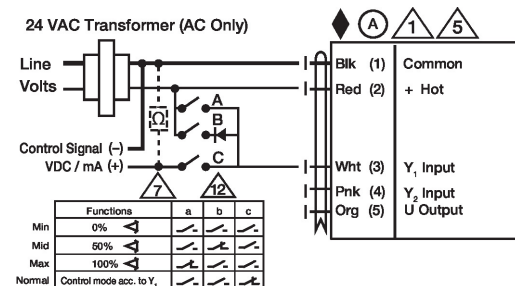 24 VAC Transformer (AC Only)
A 1 5
Line
Volts
Blk (1) Common
Red (2) + Hot
A
Ω
B
Control Signal (–)
VDC / mA (+)
C
Wht (3) Y₁ Input
7 12
Pnk (4) Y₂ Input
Org (5) U Output
Functions a b c
Min 0%
Mid 50%
Max 100%
Normal Control mode acc. to Y₁